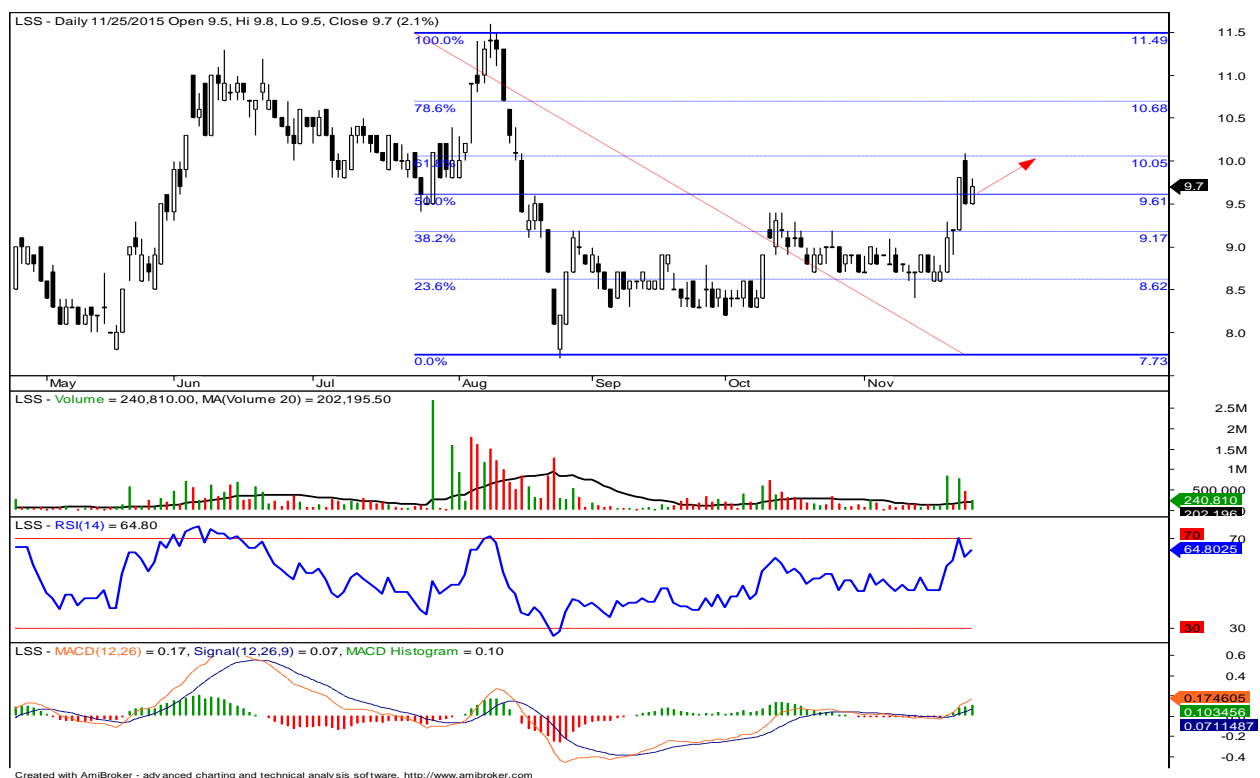 LSS - Daily 11/25/2015 Open 9.5, Hi 9.8, Lo 9.5, Close 9.7 (2.1%)
100.0% 11.49
11.5
11.0
78.6% 10.68
10.5
61.8% 10.05
10.0
9.7
50.0% 9.61
9.5
38.2% 9.17
9.0
23.6% 8.62
8.5
8.0
0.0% 7.73
May Jun Jul Aug Sep Oct Nov
LSS - Volume = 240,810.00, MA(Volume 20) = 202,195.50
2.5M
2M
1.5M
1M
500,000
240,810
202,196
LSS - RSI(14) = 64.80
70 70
64.8025
30 30
LSS - MACD(12,26) = 0.17, Signal(12,26,9) = 0.07, MACD Histogram = 0.10
0.6
0.4
0.174605
0.103456
0.0711487
-0.2
-0.4
Created with AmiBroker - advanced charting and technical analysis software. http://www.amibroker.com